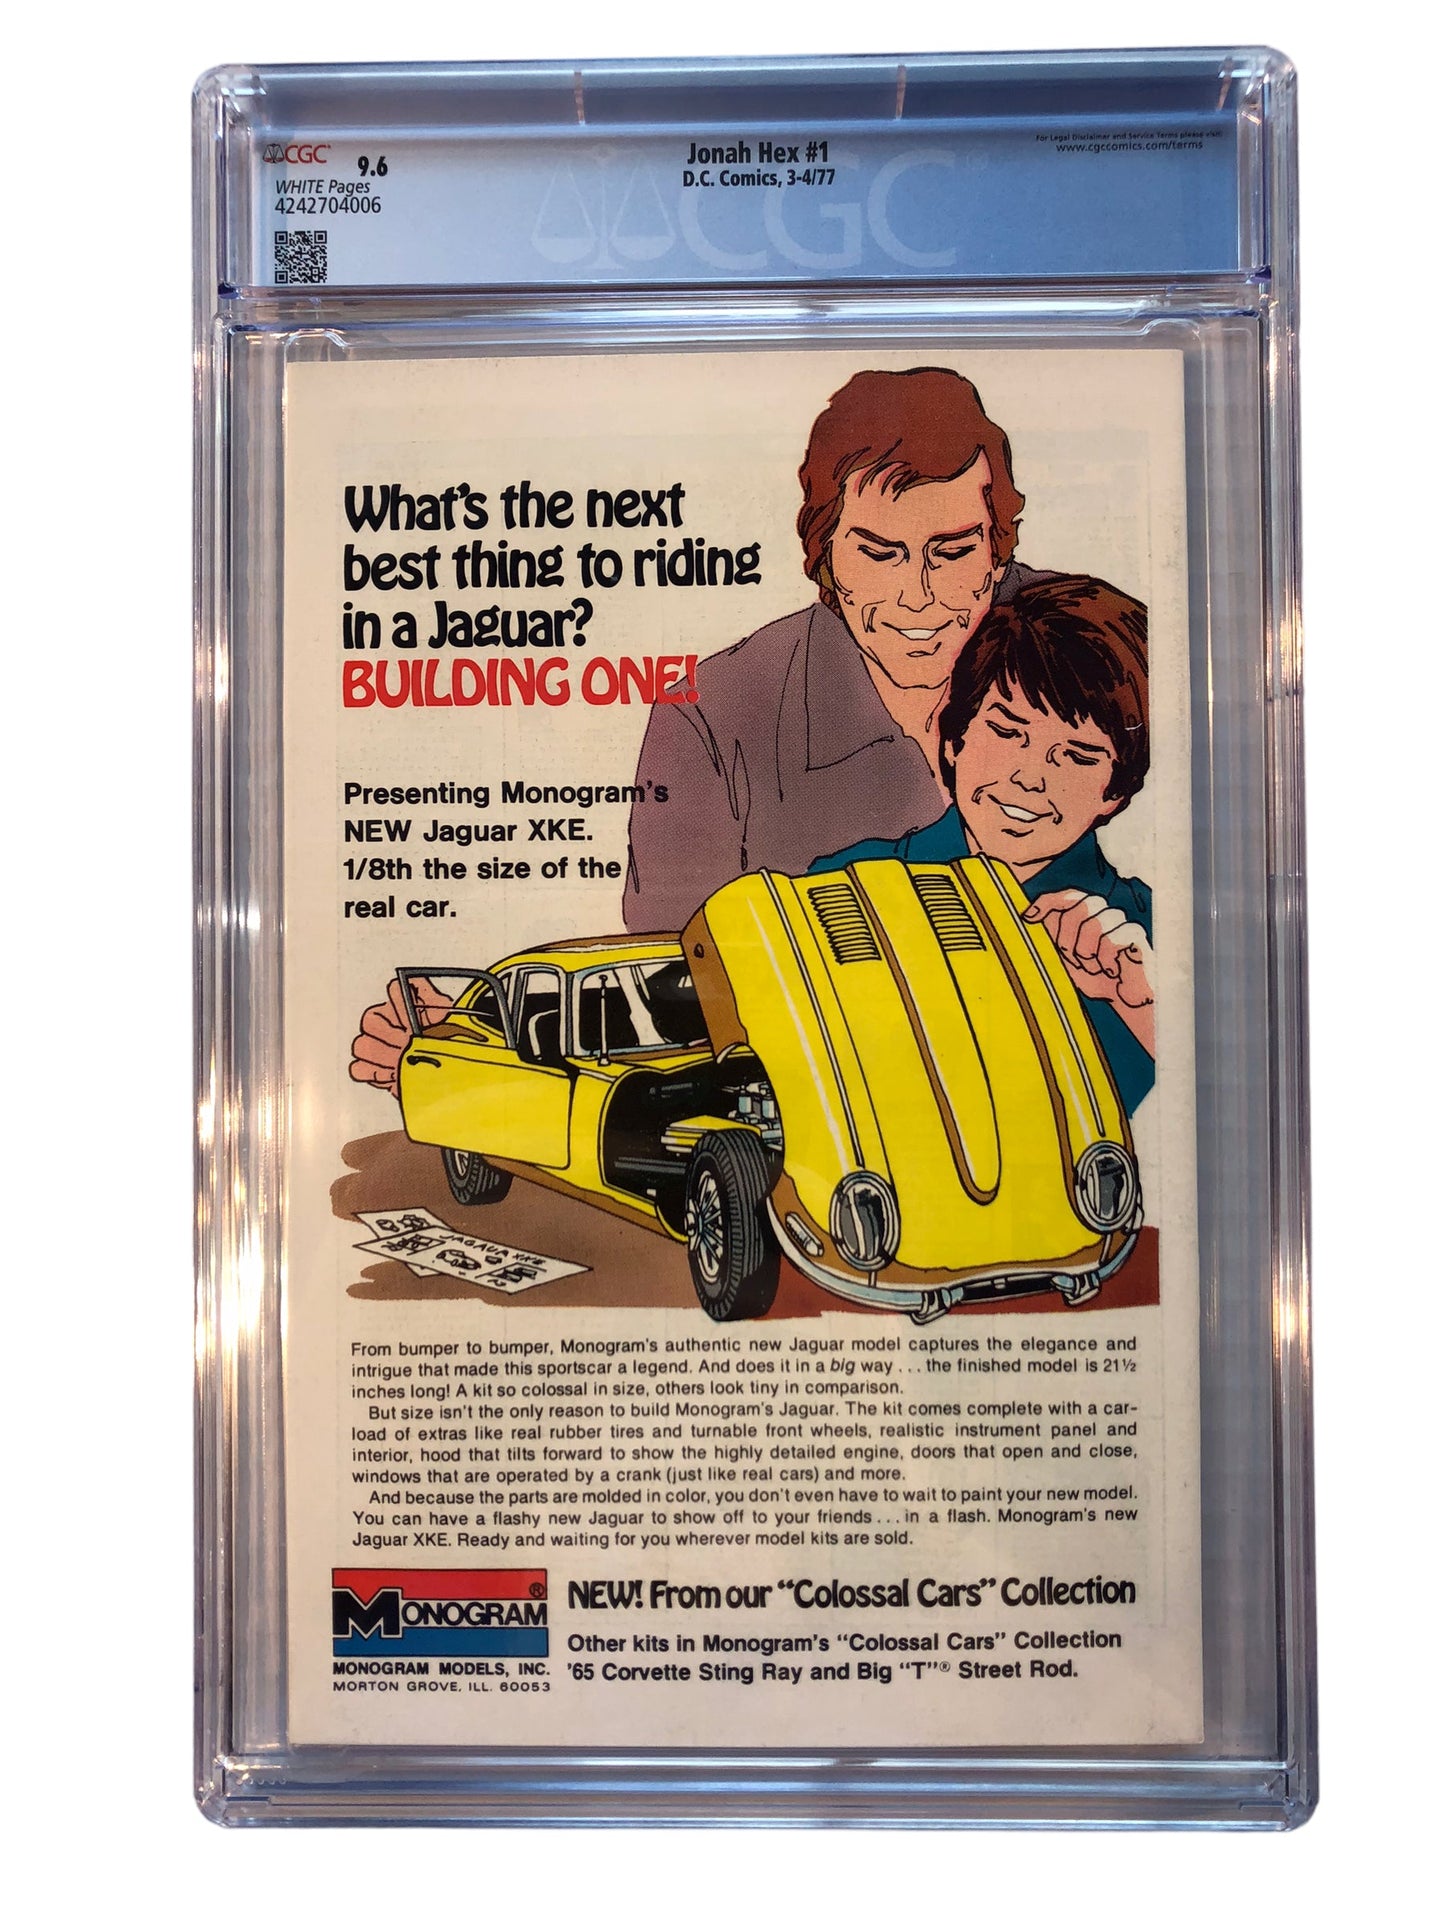 CGC
9.6
WHITE Pages
4242704006
Jonah Hex #1
D.C. Comics, 3-4/77
For Legal Disclaimer and Service Terms please visit:
www.cgccomics.com/terms
CGC
What's the next
best thing to riding
in a Jaguar?
BUILDING ONE!
Presenting Monogram's
NEW Jaguar XKE.
1/8th the size of the
real car.
JAGAUA XKE
From bumper to bumper, Monogram's authentic new Jaguar model captures the elegance and
intrigue that made this sportscar a legend. And does it in a big way . . . the finished model is 21½
inches long! A kit so colossal in size, others look tiny in comparison.
But size isn't the only reason to build Monogram's Jaguar. The kit comes complete with a car-
load of extras like real rubber tires and turnable front wheels, realistic instrument panel and
interior, hood that tilts forward to show the highly detailed engine, doors that open and close,
windows that are operated by a crank (just like real cars) and more.
And because the parts are molded in color, you don't even have to wait to paint your new model.
You can have a flashy new Jaguar to show off to your friends . . . in a flash. Monogram's new
Jaguar XKE. Ready and waiting for you wherever model kits are sold.
MONOGRAM ®
MONOGRAM MODELS, INC.
MORTON GROVE, ILL. 60053
NEW! From our "Colossal Cars" Collection
Other kits in Monogram's "Colossal Cars" Collection
'65 Corvette Sting Ray and Big "T"® Street Rod.